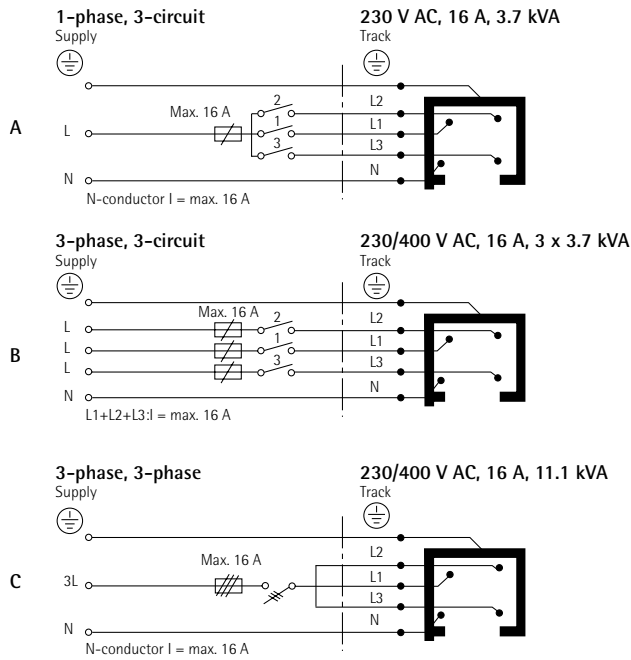 1-phase, 3-circuit 230 V AC, 16 A, 3.7 kVA
Supply Track
2 L2
Max. 16 A
A L 1 L1
3 L3
N N
N-conductor I = max. 16 A
3-phase, 3-circuit 230/400 V AC, 16 A, 3 x 3.7 kVA
Supply Track
Max. 16 A
L 2 L2
L 1 L1
B
L 3 L3
N N
L1+L2+L3:I = max. 16 A
3-phase, 3-phase 230/400 V AC, 16 A, 11.1 kVA
Supply Track
L2
Max. 16 A
C 3L L1
L3
N N
N-conductor I = max. 16 A